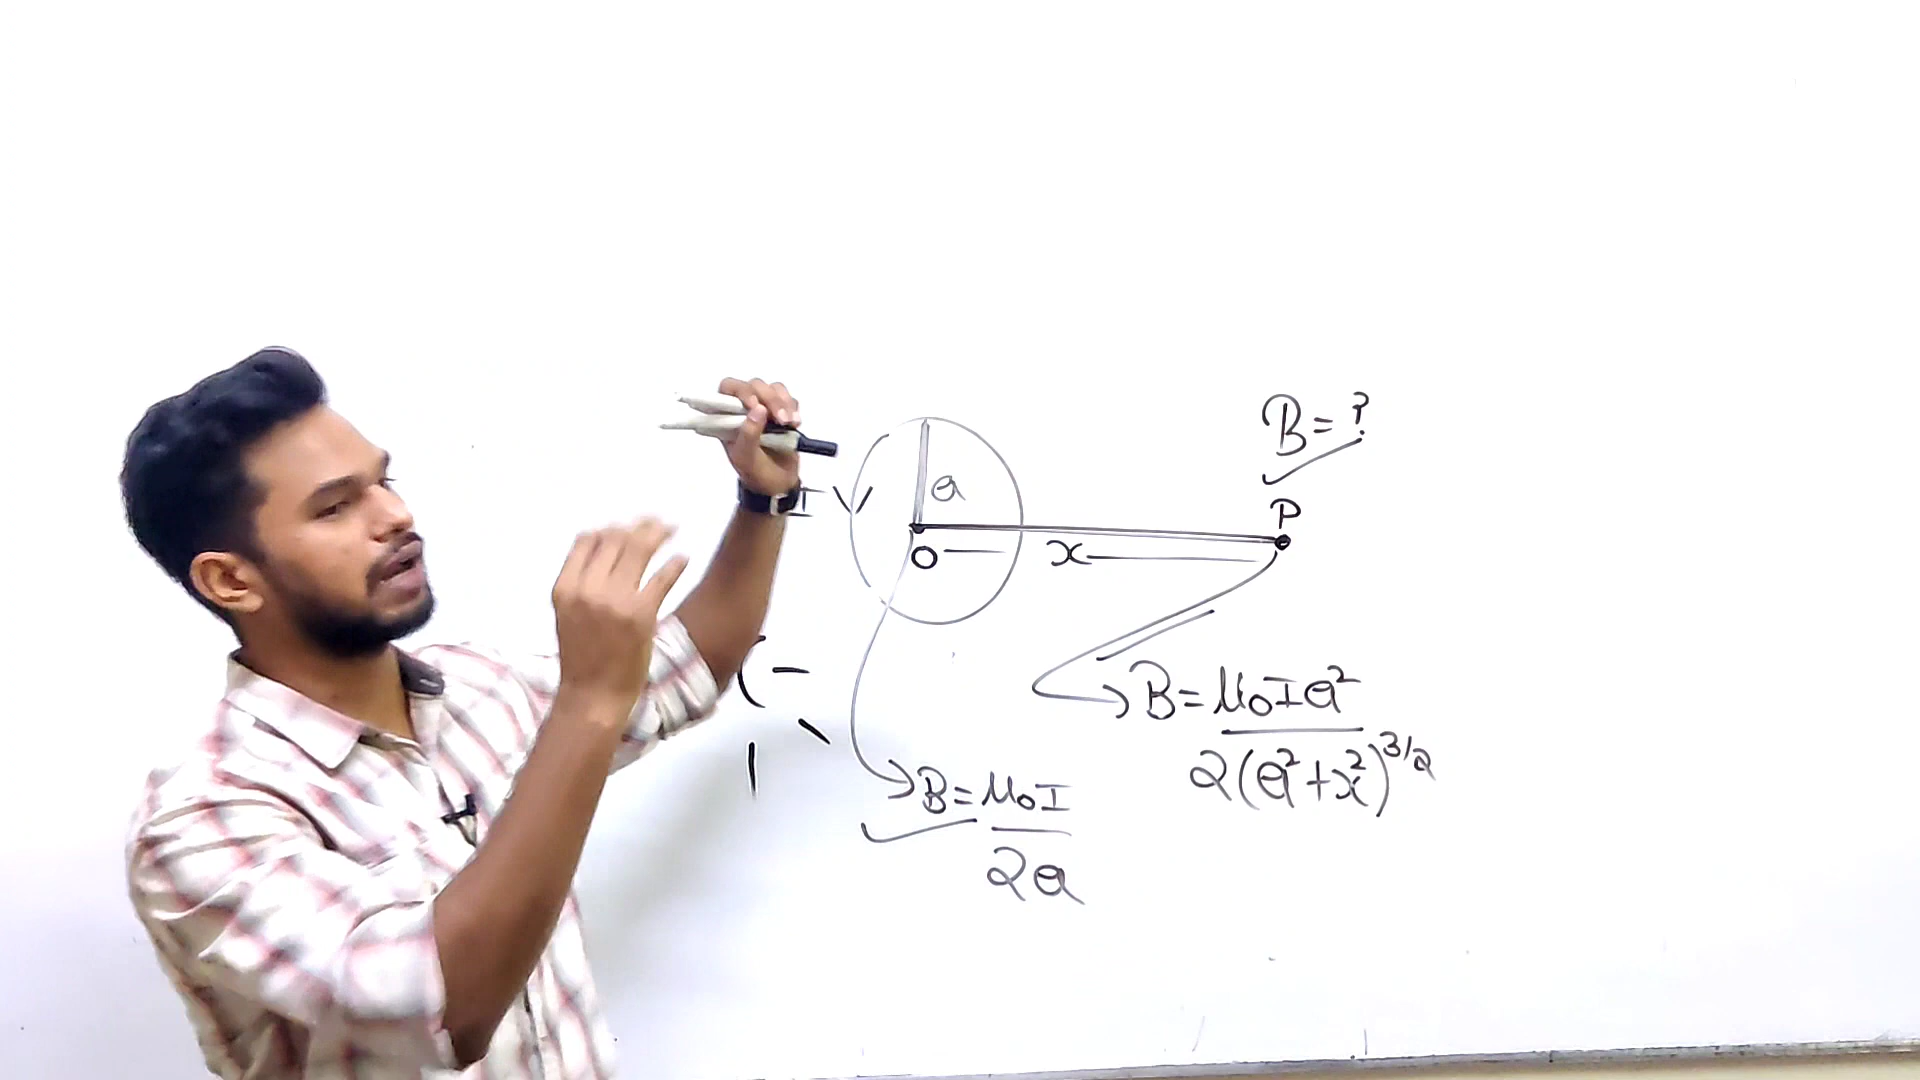 B = ?
I
a
P
O
x
B = μ₀Ia²
2(a²+x²)^3/2
B = μ₀I
2a